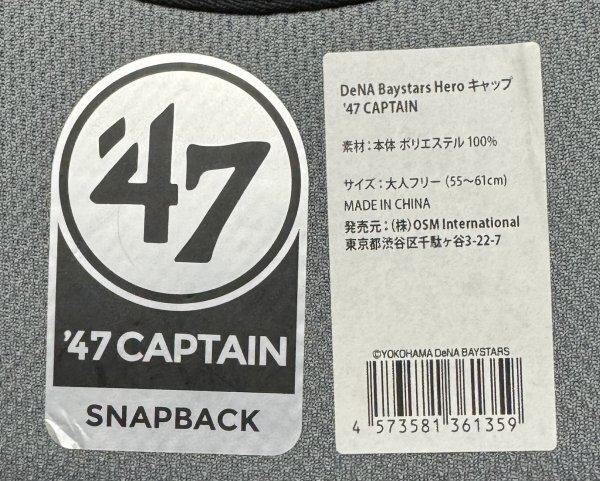 '47
'47 CAPTAIN
SNAPBACK
DeNA Baystars Hero キャップ
'47 CAPTAIN
素材：本体 ポリエステル 100%
サイズ：大人フリー（55～61cm）
MADE IN CHINA
発売元：（株）OSM International
東京都渋谷区千駄ヶ谷3-22-7
©YOKOHAMA DeNA BAYSTARS
4 573581 361359